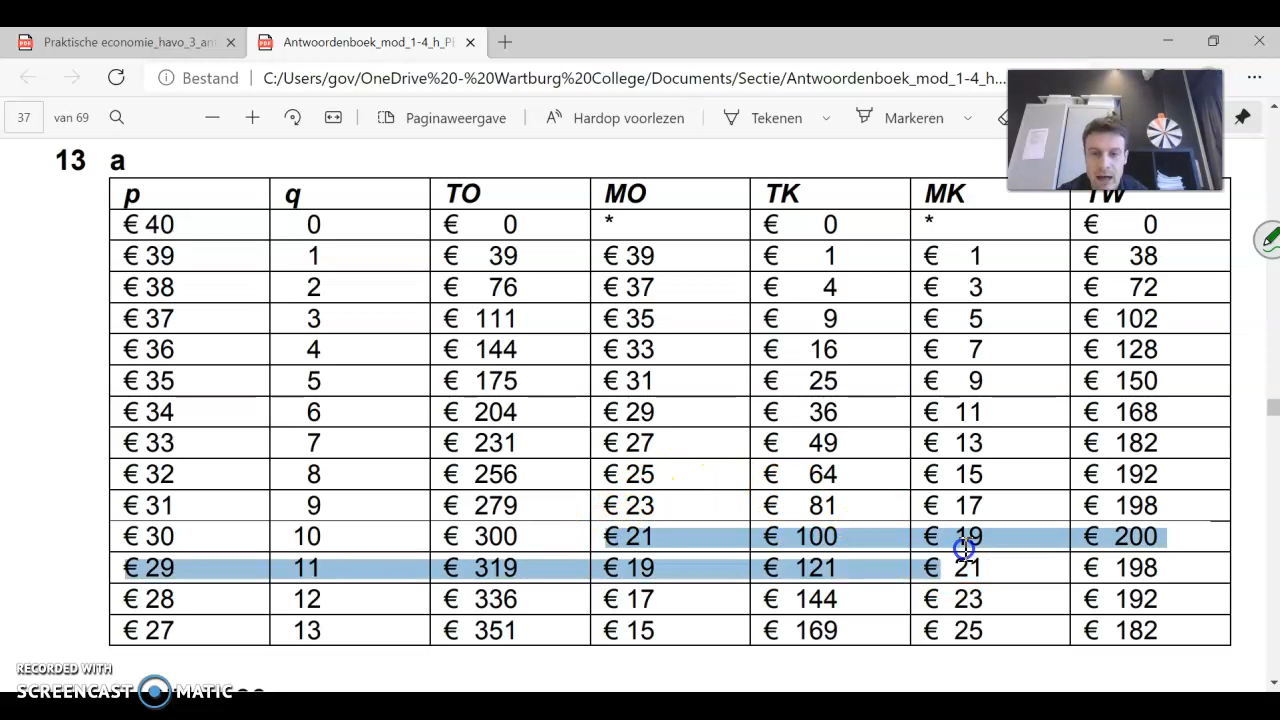 Praktische economie_havo_3_an
Antwoordenboek_mod_1-4_h_PI
Bestand C:/Users/gov/OneDrive%20-%20Wartburg%20College/Documents/Sectie/Antwoordenboek_mod_1-4_h...
37 van 69 Paginaweergave Hardop voorlezen Tekenen Markeren
13 a
p q TO MO TK MK TW
€ 40 0 € 0 * € 0 * € 0
€ 39 1 € 39 € 39 € 1 € 1 € 38
€ 38 2 € 76 € 37 € 4 € 3 € 72
€ 37 3 € 111 € 35 € 9 € 5 € 102
€ 36 4 € 144 € 33 € 16 € 7 € 128
€ 35 5 € 175 € 31 € 25 € 9 € 150
€ 34 6 € 204 € 29 € 36 € 11 € 168
€ 33 7 € 231 € 27 € 49 € 13 € 182
€ 32 8 € 256 € 25 € 64 € 15 € 192
€ 31 9 € 279 € 23 € 81 € 17 € 198
€ 30 10 € 300 € 21 € 100 € 19 € 200
€ 29 11 € 319 € 19 € 121 € 21 € 198
€ 28 12 € 336 € 17 € 144 € 23 € 192
€ 27 13 € 351 € 15 € 169 € 25 € 182
RECORDED WITH
SCREENCAST MATIC